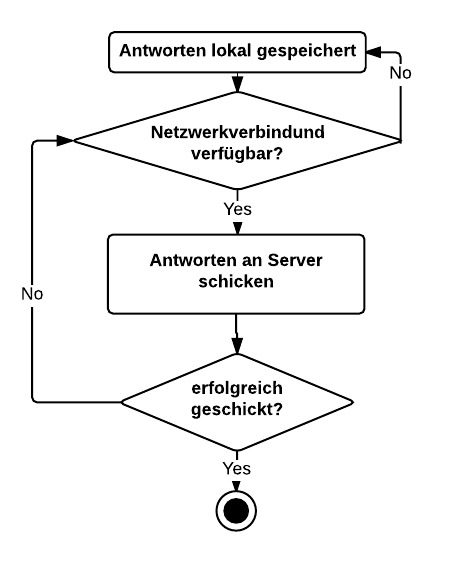 Antworten lokal gespeichert
No
Netzwerkverbindund
verfügbar?
Yes
Antworten an Server
schicken
No
erfolgreich
geschickt?
Yes